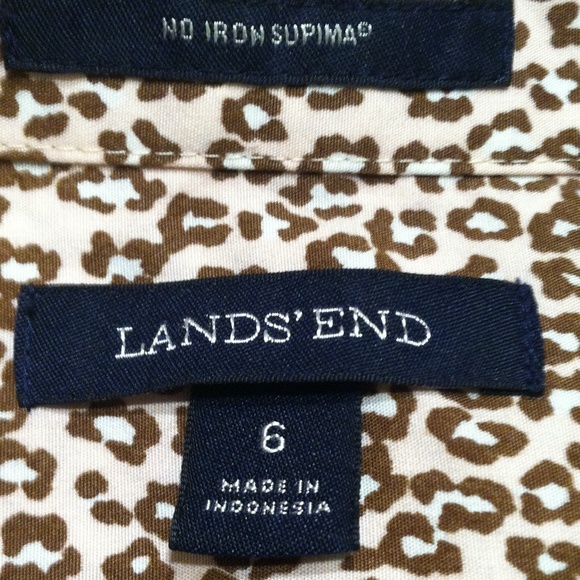 NO IRON SUPIMA®
LANDS' END
6
MADE IN
INDONESIA